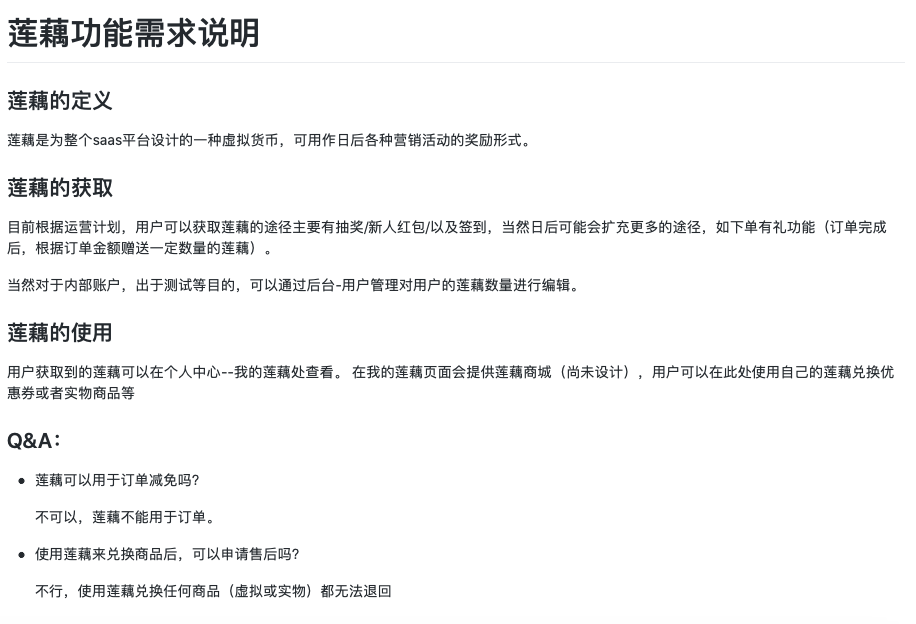 莲藕功能需求说明
莲藕的定义
莲藕是为整个saas平台设计的一种虚拟货币，可用作日后各种营销活动的奖励形式。
莲藕的获取
目前根据运营计划，用户可以获取莲藕的途径主要有抽奖/新人红包/以及签到，当然日后可能会扩充更多的途径，如下单有礼功能（订单完成
后，根据订单金额赠送一定数量的莲藕）。
当然对于内部账户，出于测试等目的，可以通过后台-用户管理对用户的莲藕数量进行编辑。
莲藕的使用
用户获取到的莲藕可以在个人中心--我的莲藕处查看。 在我的莲藕页面会提供莲藕商城（尚未设计），用户可以在此处使用自己的莲藕兑换优
惠券或者实物商品等
Q&A：
• 莲藕可以用于订单减免吗?
不可以，莲藕不能用于订单。
• 使用莲藕来兑换商品后，可以申请售后吗?
不行，使用莲藕兑换任何商品（虚拟或实物）都无法退回